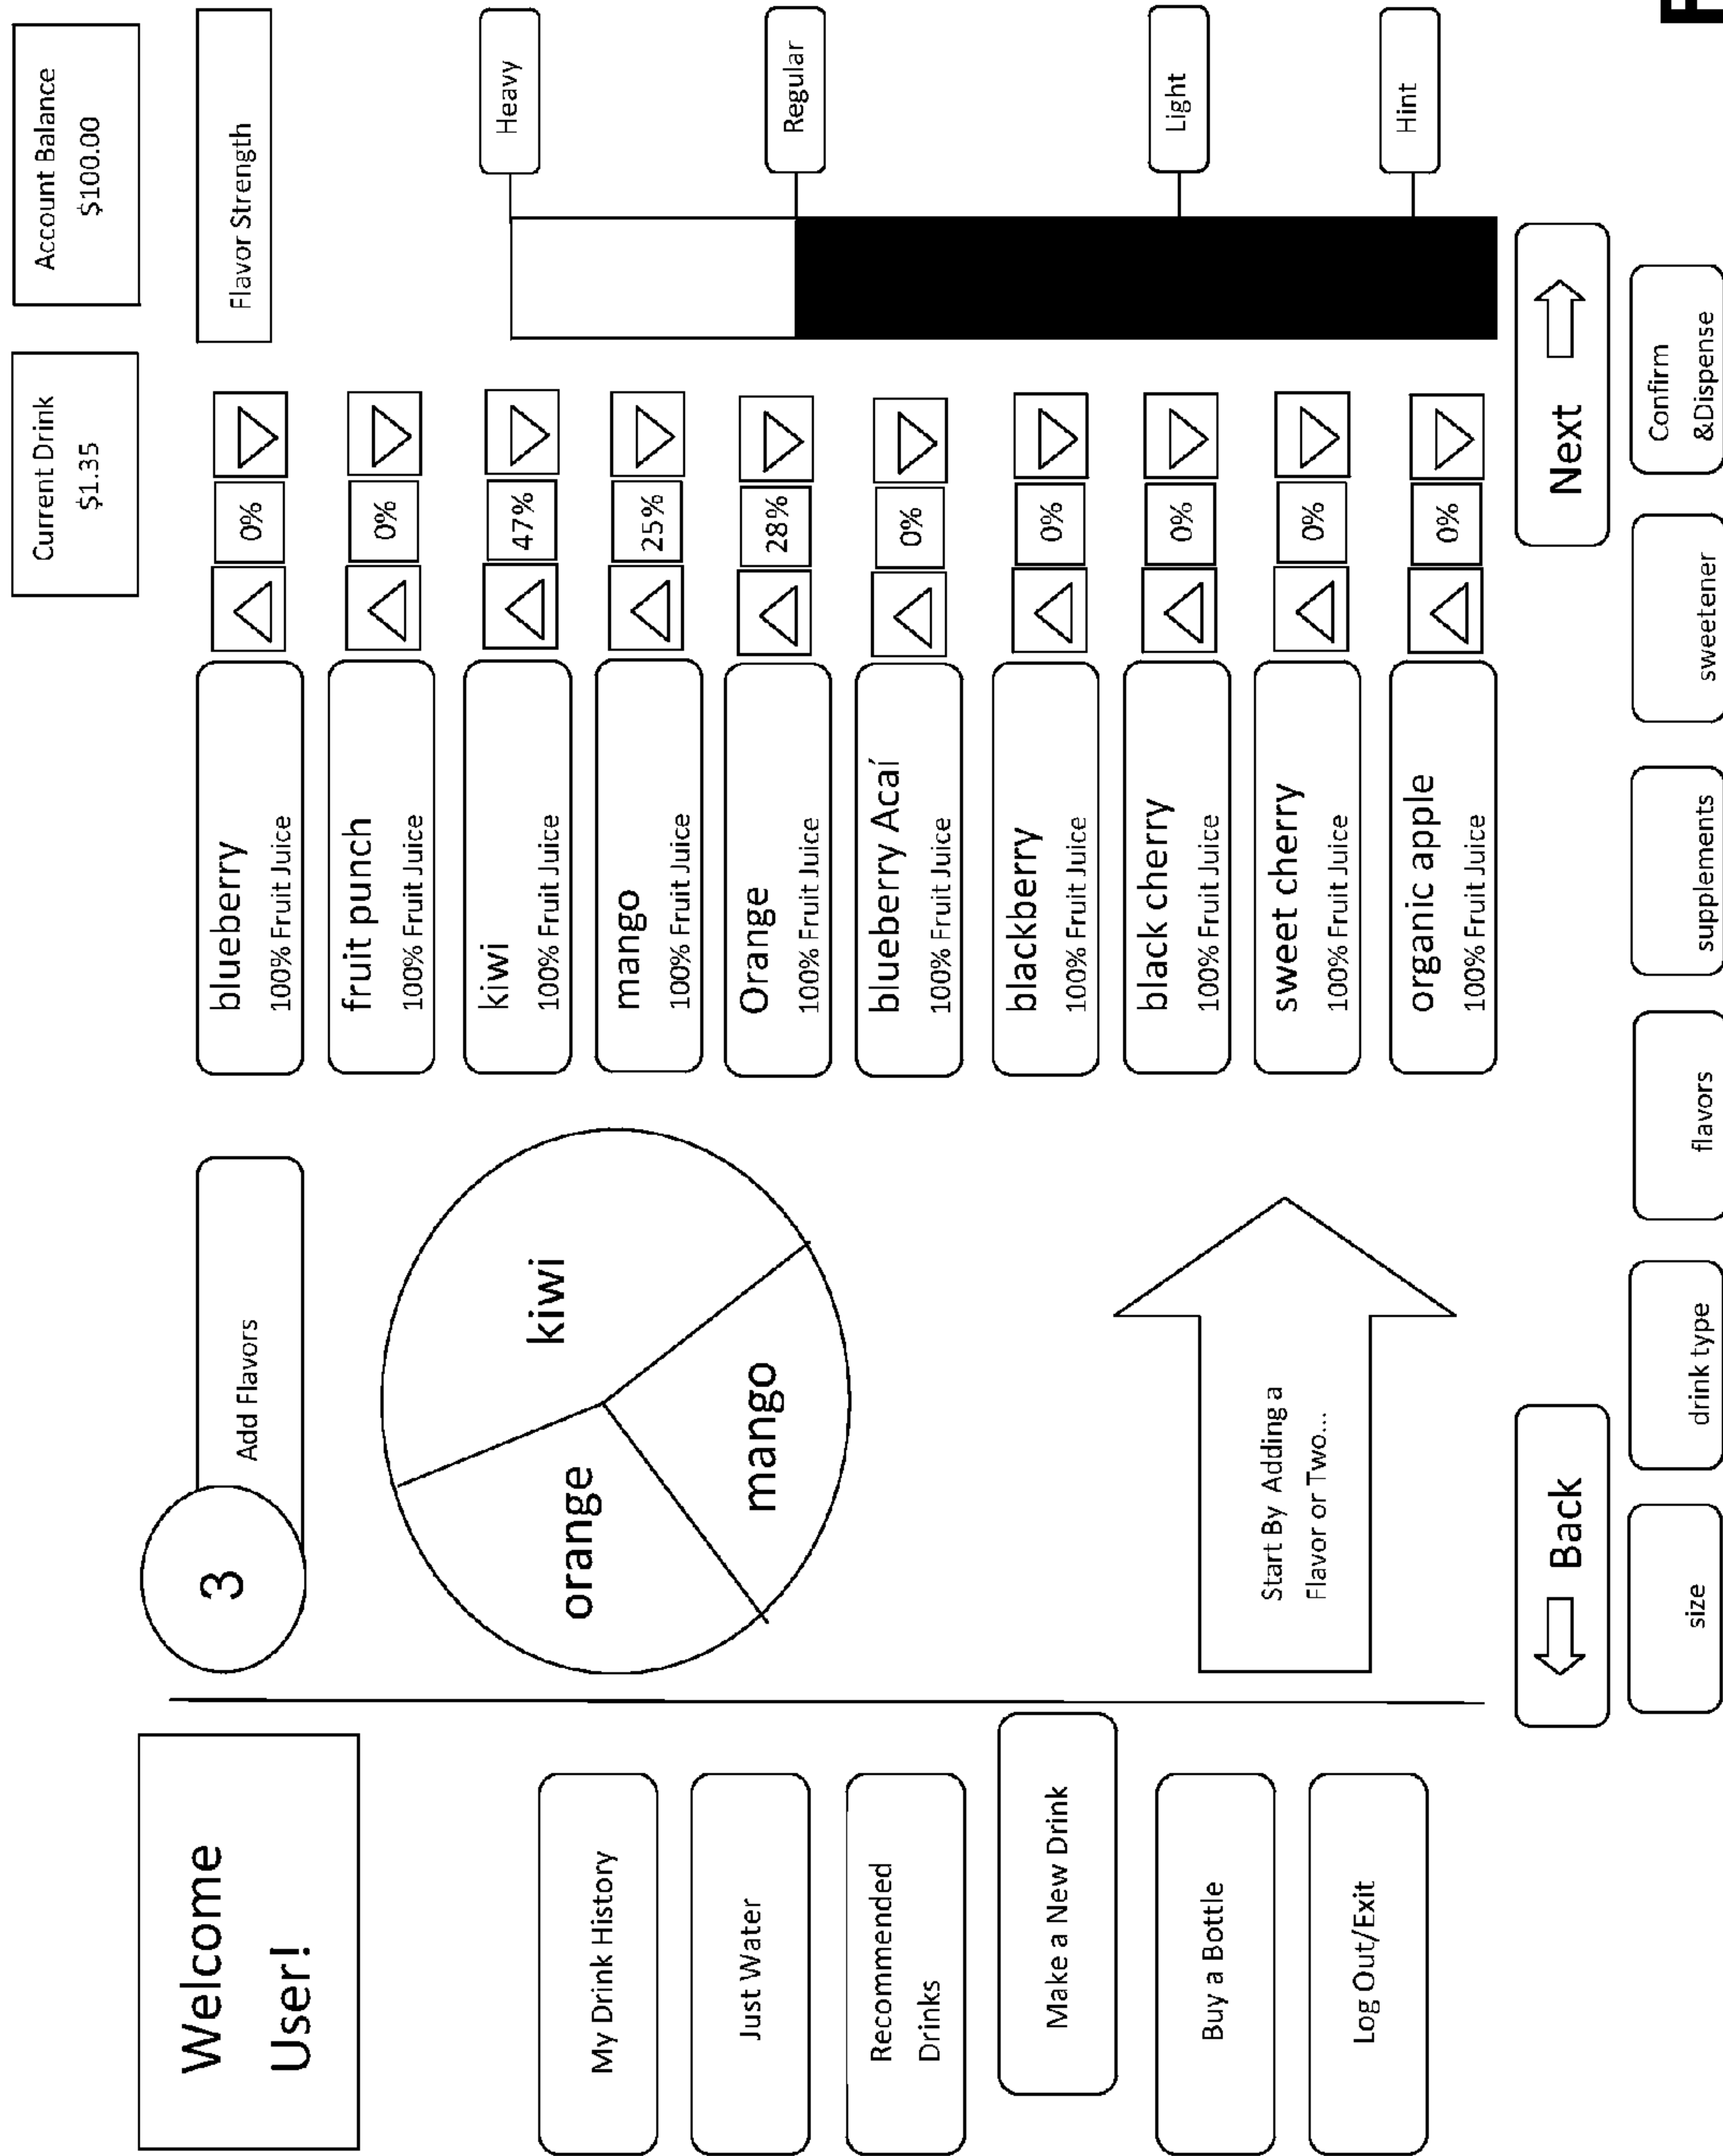 Current Drink
$1.35
Account Balance
$100.00
Welcome
User!
My Drink History
Just Water
Recommended
Drinks
Make a New Drink
Buy a Bottle
Log Out/Exit
3
Add Flavors
kiwi
orange
mango
Start By Adding a
Flavor or Two...
blueberry
100% Fruit Juice
0%
fruit punch
100% Fruit Juice
0%
kiwi
100% Fruit Juice
47%
mango
100% Fruit Juice
25%
Orange
100% Fruit Juice
28%
blueberry Acaí
100% Fruit Juice
0%
blackberry
100% Fruit Juice
0%
black cherry
100% Fruit Juice
0%
sweet cherry
100% Fruit Juice
0%
organic apple
100% Fruit Juice
0%
Flavor Strength
Heavy
Regular
Light
Hint
Back
Next
size
drink type
flavors
supplements
sweetener
Confirm
&Dispense